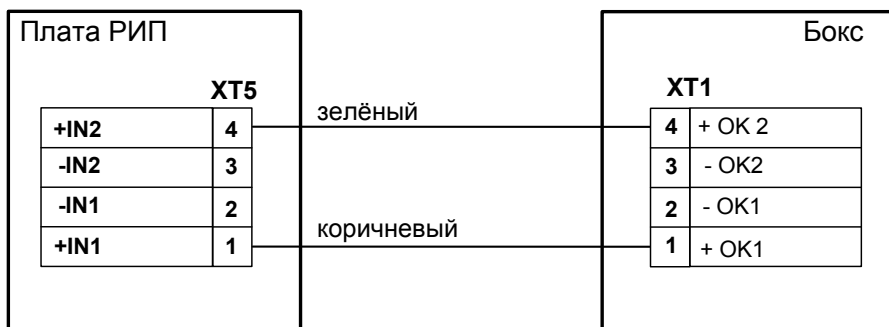 Плата РИП Бокс
XT5 XT1
+IN2 4 зелёный 4 + OK 2
-IN2 3 3 - OK2
-IN1 2 2 - OK1
+IN1 1 коричневый 1 + OK1